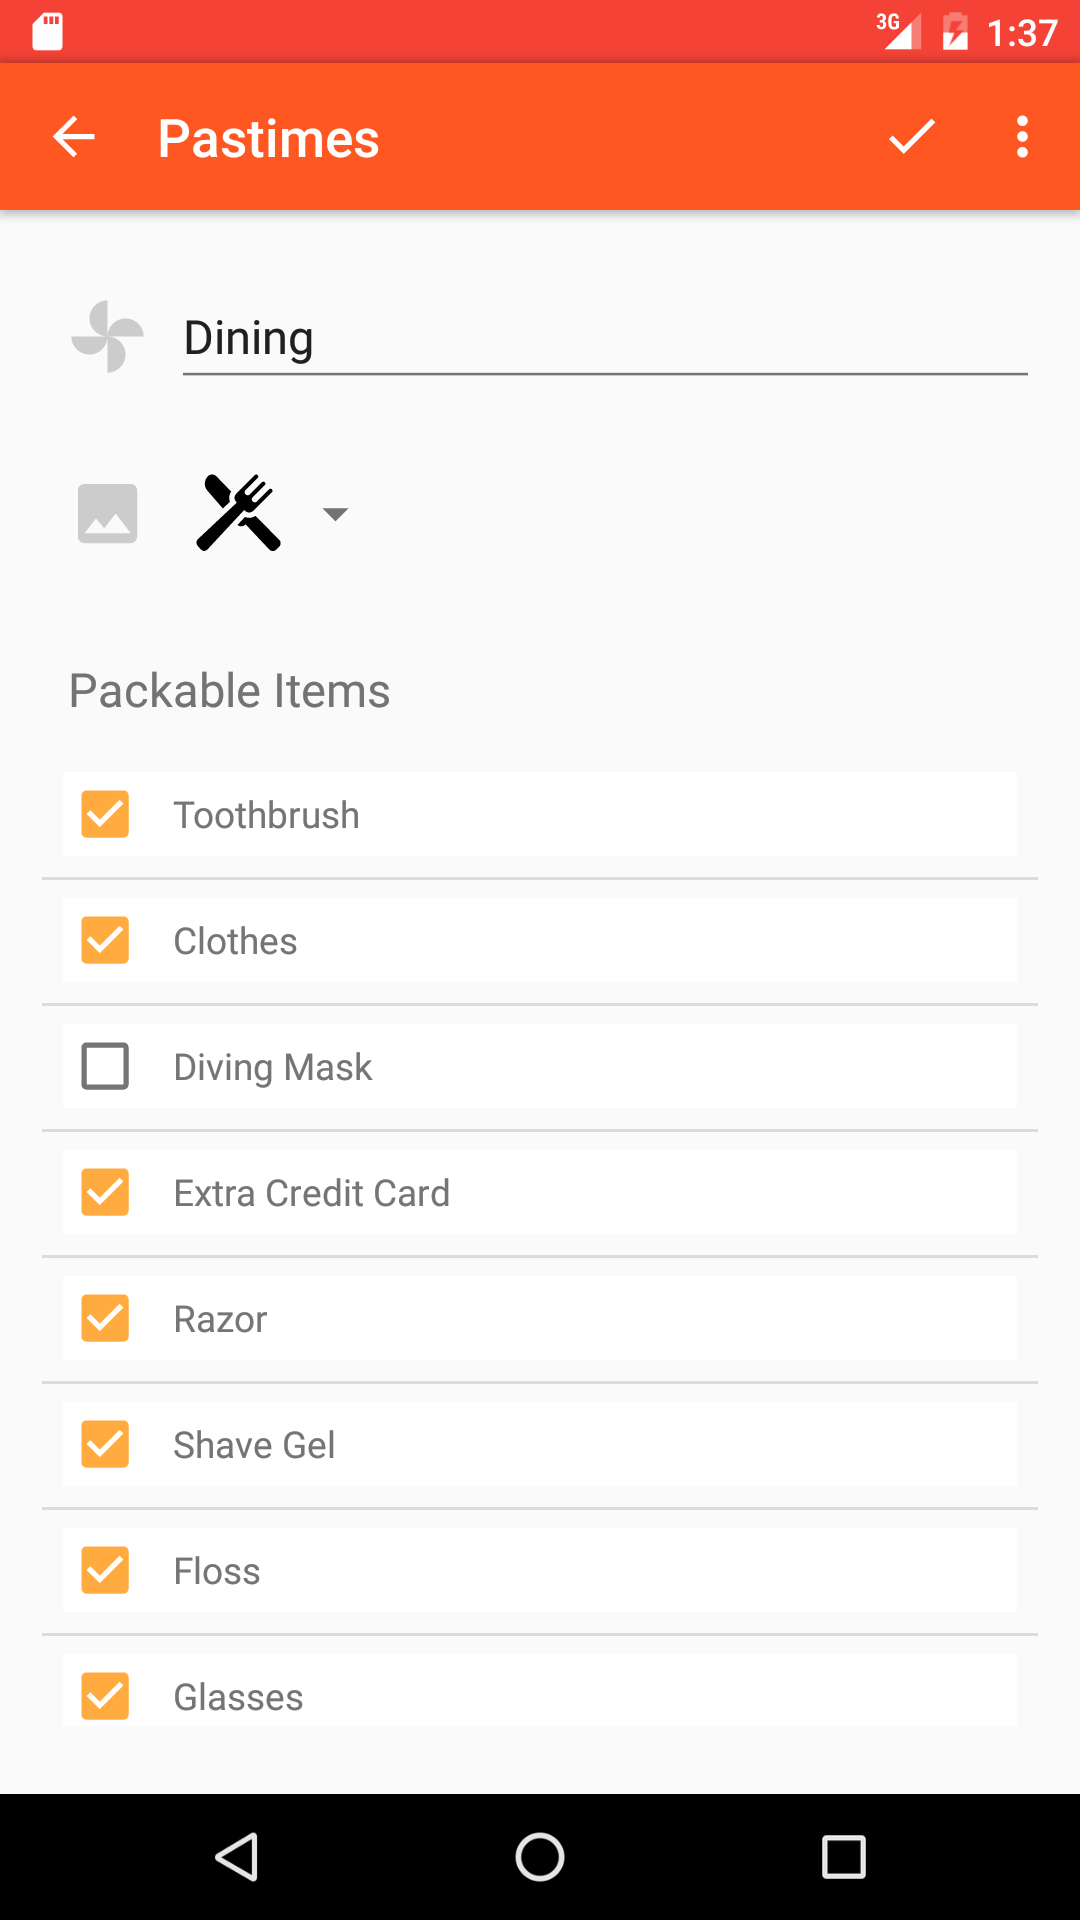 3G 1:37
Pastimes
Dining
Packable Items
Toothbrush
Clothes
Diving Mask
Extra Credit Card
Razor
Shave Gel
Floss
Glasses